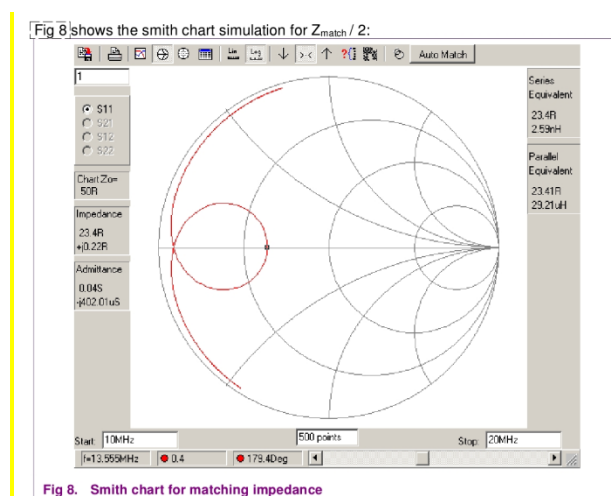 Fig 8 shows the smith chart simulation for Zmatch / 2:
Lin
Log
Auto Match
1
S11
S21
S12
S22
Chart Zo=
50R
Impedance
23.4R
+j0.22R
Admittance
0.04S
-j402.01uS
Series
Equivalent
23.4R
2.59nH
Parallel
Equivalent
23.41R
29.21uH
Start: 10MHz
500 points
Stop: 20MHz
f=13.555MHz
0.4
179.4Deg
Fig 8. Smith chart for matching impedance